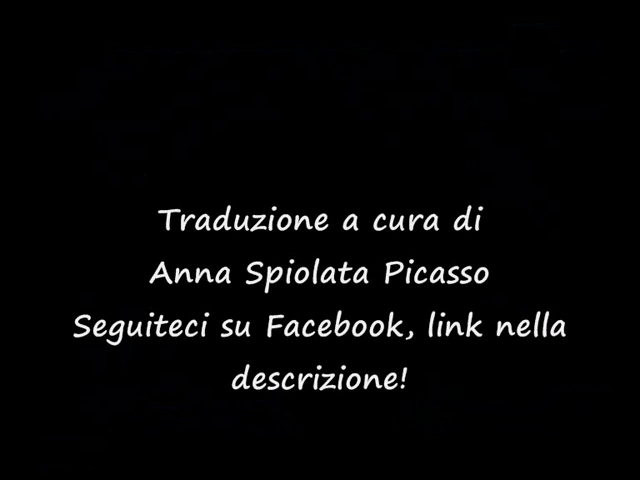 Traduzione a cura di
Anna Spiolata Picasso
Seguiteci su Facebook, link nella
descrizione!